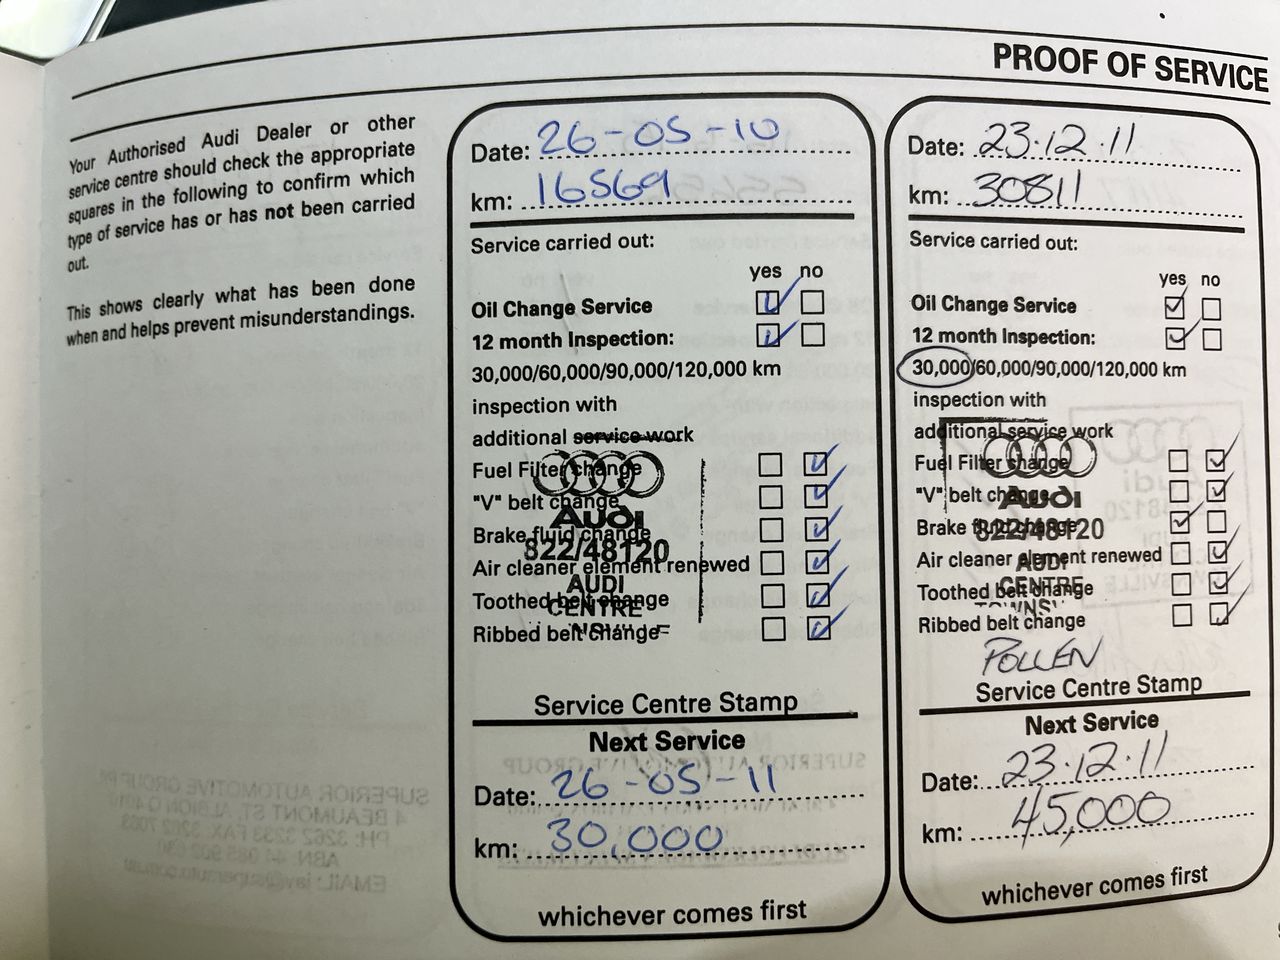 PROOF OF SERVICE
Your Authorised Audi Dealer or other
service centre should check the appropriate
squares in the following to confirm which
type of service has or has not been carried
out.
This shows clearly what has been done
when and helps prevent misunderstandings.
Date: 26-05-10
km: 16569
Service carried out:
yes no
Oil Change Service
12 month Inspection:
30,000/60,000/90,000/120,000 km
inspection with
additional service work
Fuel Filter change
"V" belt change
Audi
Brake fluid change
822/48120
Air cleaner element renewed
AUDI
Toothed belt change
CENTRE
Ribbed belt change
Service Centre Stamp
Next Service
Date: 26-05-11
km: 30,000
whichever comes first
Date: 23.12.11
km: 30811
Service carried out:
yes no
Oil Change Service
12 month Inspection:
30,000/60,000/90,000/120,000 km
inspection with
additional service work
Fuel Filter change
"V" belt change
Audi
Brake fluid change
822/48120
Air cleaner element renewed
AUDI
Toothed belt change
CENTRE
Ribbed belt change
POLLEN
Service Centre Stamp
Next Service
Date: 23.12.11
km: 45,000
whichever comes first